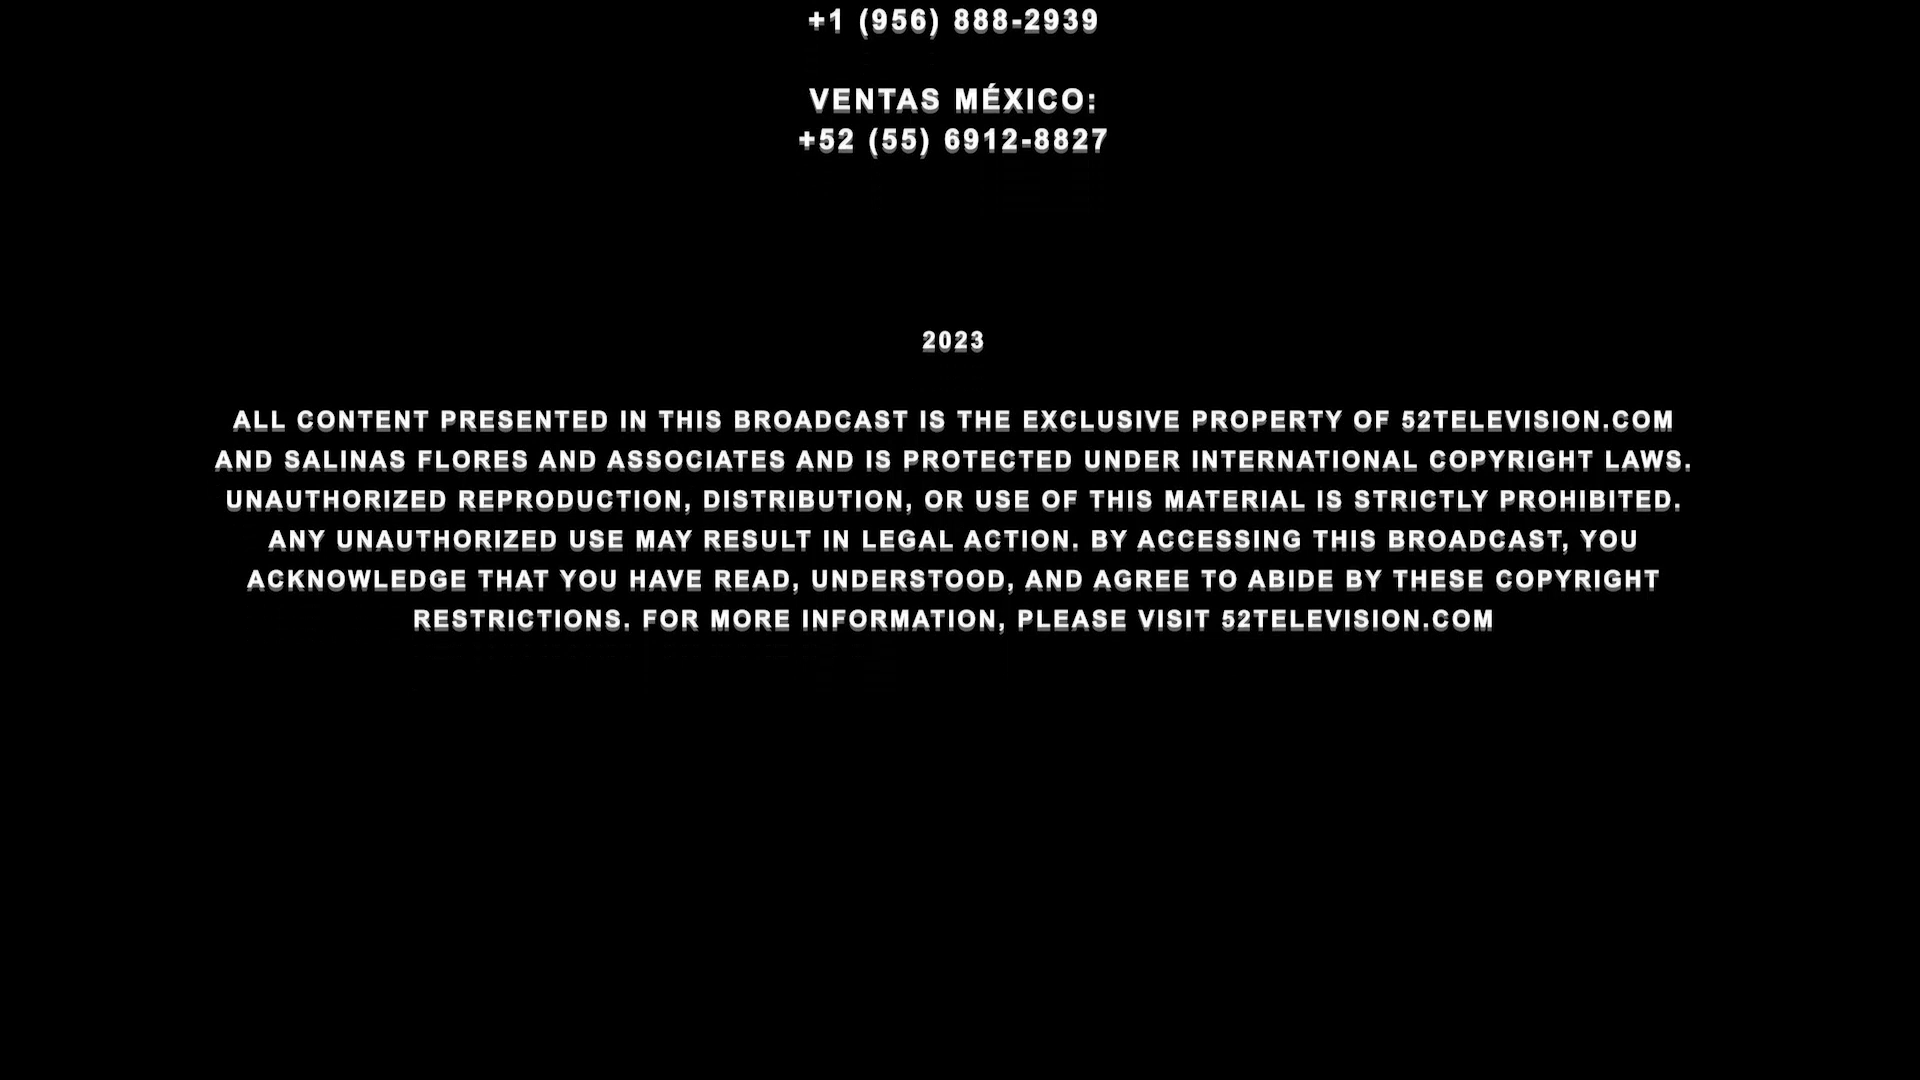 +1 (956) 888-2939
VENTAS MÉXICO:
+52 (55) 6912-8827
2023
ALL CONTENT PRESENTED IN THIS BROADCAST IS THE EXCLUSIVE PROPERTY OF 52TELEVISION.COM
AND SALINAS FLORES AND ASSOCIATES AND IS PROTECTED UNDER INTERNATIONAL COPYRIGHT LAWS.
UNAUTHORIZED REPRODUCTION, DISTRIBUTION, OR USE OF THIS MATERIAL IS STRICTLY PROHIBITED.
ANY UNAUTHORIZED USE MAY RESULT IN LEGAL ACTION. BY ACCESSING THIS BROADCAST, YOU
ACKNOWLEDGE THAT YOU HAVE READ, UNDERSTOOD, AND AGREE TO ABIDE BY THESE COPYRIGHT
RESTRICTIONS. FOR MORE INFORMATION, PLEASE VISIT 52TELEVISION.COM